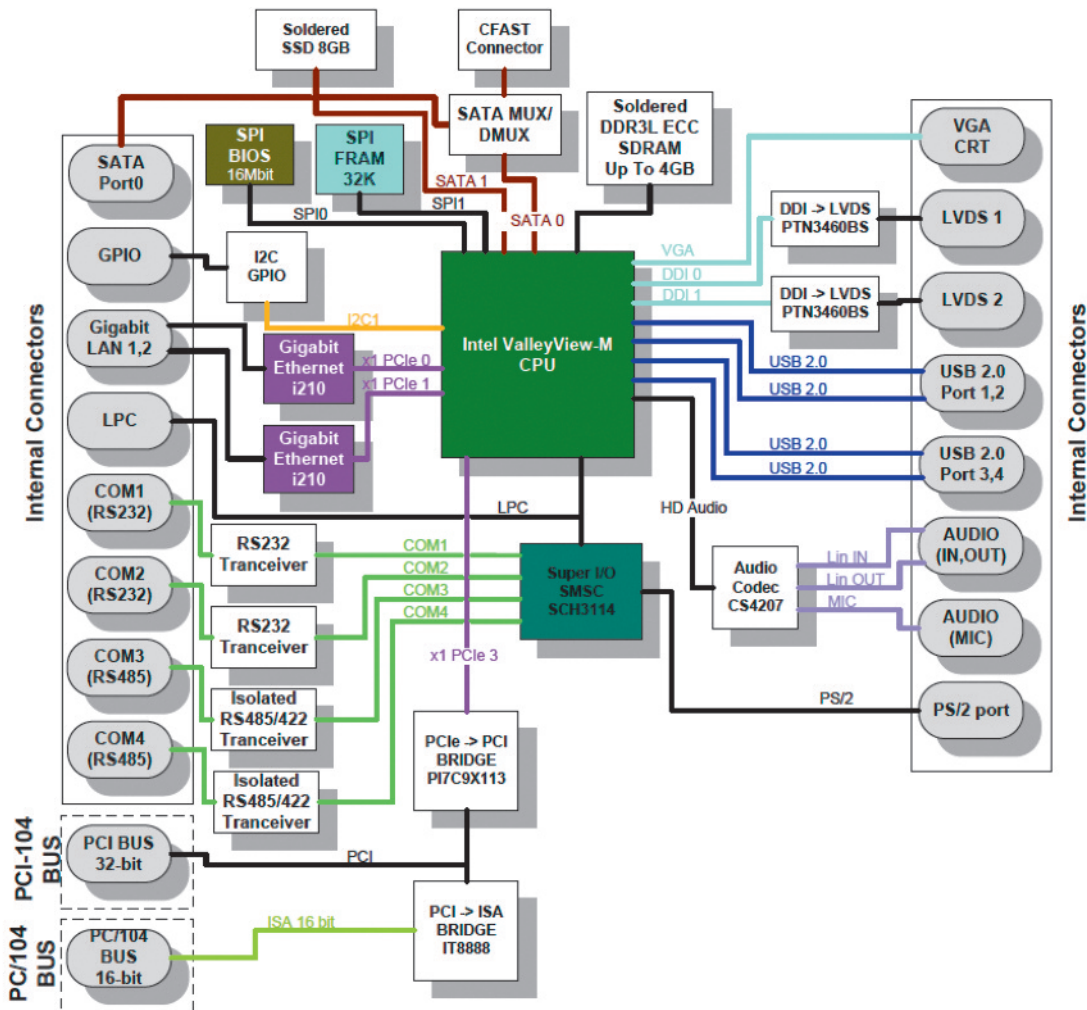 Soldered
SSD 8GB
CFAST
Connector
SATA MUX/
DMUX
Soldered
DDR3L ECC
SDRAM
Up To 4GB
SPI
BIOS
16Mbit
SPI
FRAM
32K
SATA 1
SPI0
SPI1
SATA 0
Internal Connectors
SATA
Port0
GPIO
Gigabit
LAN 1,2
LPC
COM1
(RS232)
COM2
(RS232)
COM3
(RS485)
COM4
(RS485)
I2C
GPIO
I2C1
Gigabit
Ethernet
i210
x1 PCIe 0
x1 PCIe 1
Gigabit
Ethernet
i210
Intel ValleyView-M
CPU
VGA
DDI 0
DDI 1
DDI -> LVDS
PTN3460BS
DDI -> LVDS
PTN3460BS
USB 2.0
USB 2.0
USB 2.0
USB 2.0
HD Audio
LPC
RS232
Tranceiver
RS232
Tranceiver
Isolated
RS485/422
Tranceiver
Isolated
RS485/422
Tranceiver
COM1
COM2
COM3
COM4
Super I/O
SMSC
SCH3114
Audio
Codec
CS4207
Lin IN
Lin OUT
MIC
PS/2
x1 PCIe 3
PCIe -> PCI
BRIDGE
PI7C9X113
PCI
PCI -> ISA
BRIDGE
IT8888
ISA 16 bit
PCI-104
BUS
PCI BUS
32-bit
PC/104
BUS
PC/104
BUS
16-bit
VGA
CRT
LVDS 1
LVDS 2
USB 2.0
Port 1,2
USB 2.0
Port 3,4
AUDIO
(IN,OUT)
AUDIO
(MIC)
PS/2 port
Internal Connectors